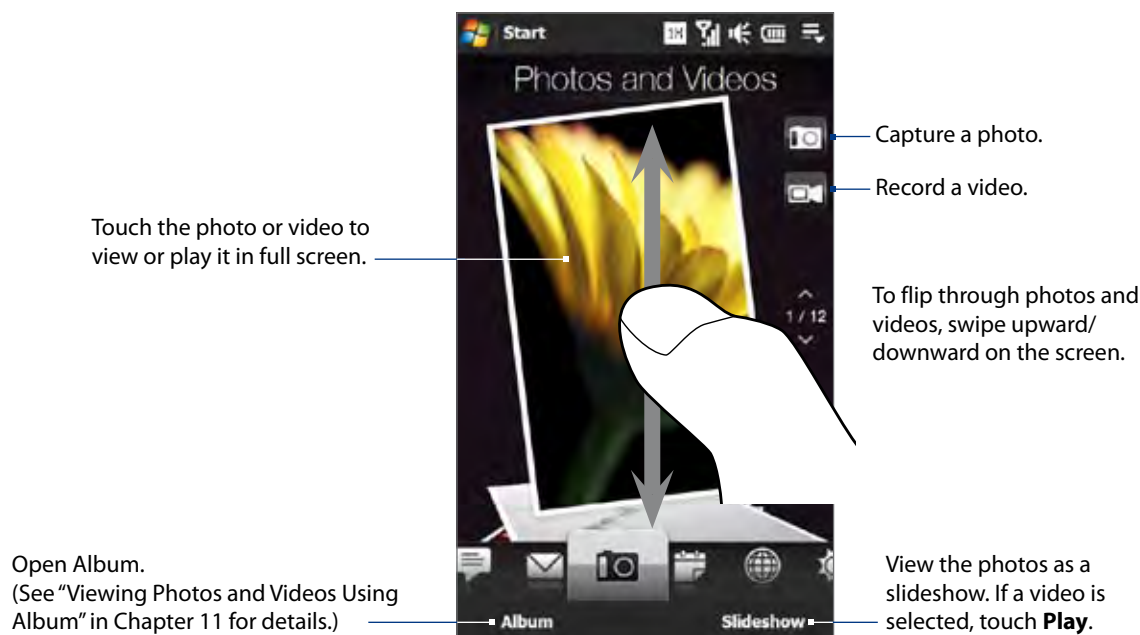 Start
1H
Photos and Videos
Capture a photo.
Record a video.
Touch the photo or video to
view or play it in full screen.
1 / 12
To flip through photos and
videos, swipe upward/
downward on the screen.
Open Album.
(See “Viewing Photos and Videos Using
Album” in Chapter 11 for details.)
Album
Slideshow
View the photos as a
slideshow. If a video is
selected, touch Play.